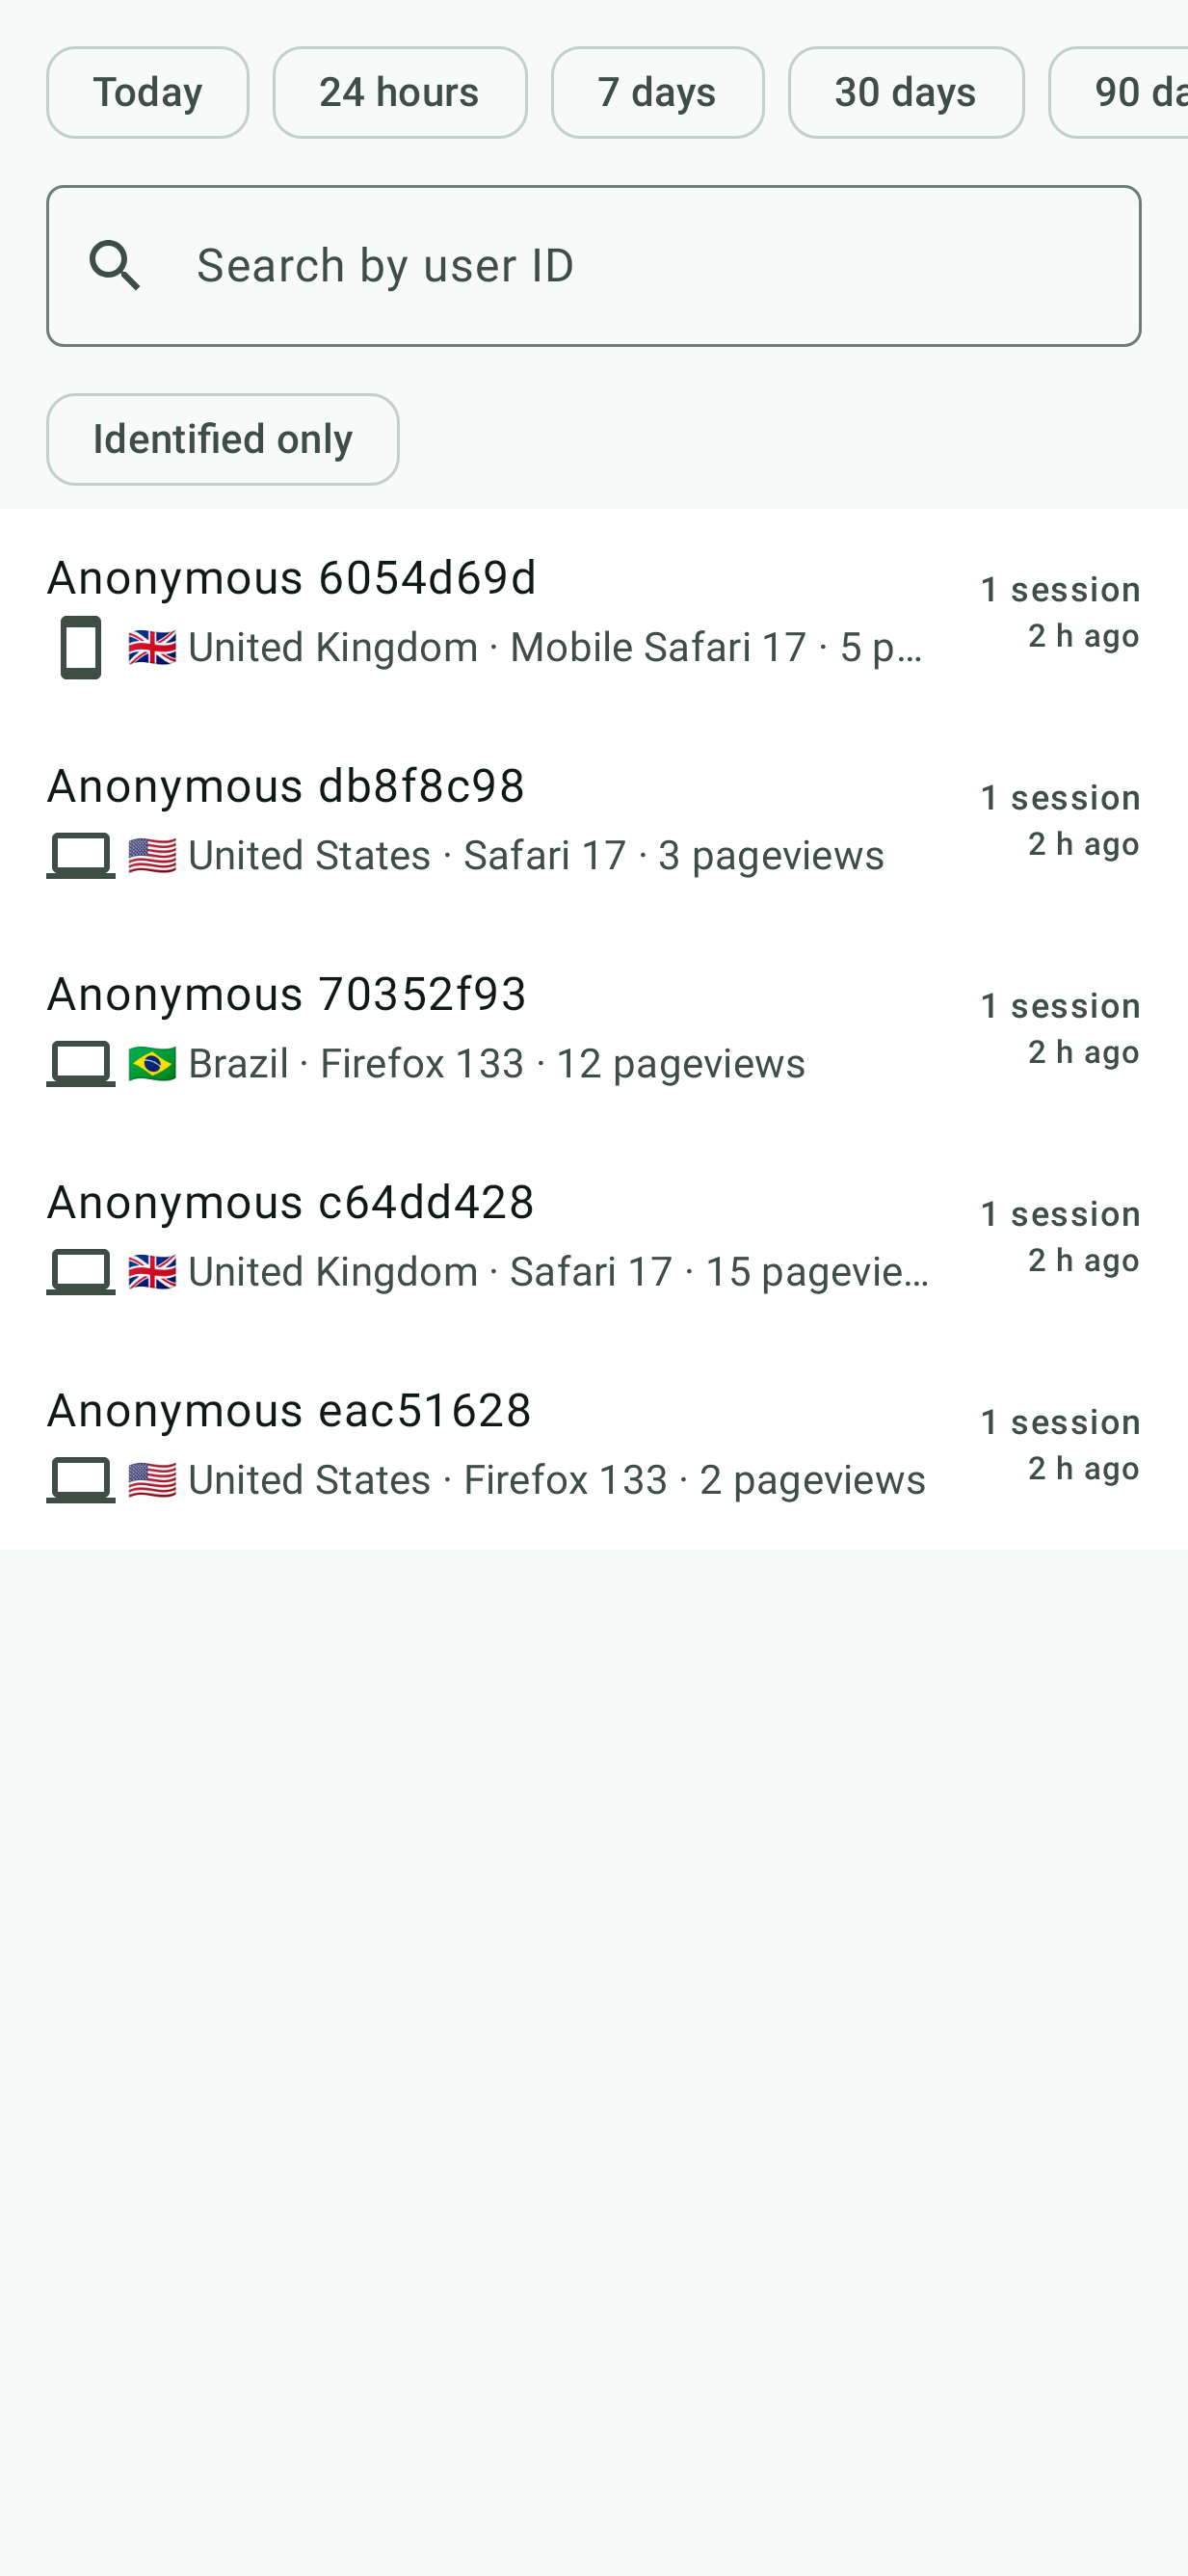 Today 24 hours 7 days 30 days 90 da
Search by user ID
Identified only
Anonymous 6054d69d
1 session
United Kingdom · Mobile Safari 17 · 5 p…
2 h ago
Anonymous db8f8c98
1 session
United States · Safari 17 · 3 pageviews
2 h ago
Anonymous 70352f93
1 session
Brazil · Firefox 133 · 12 pageviews
2 h ago
Anonymous c64dd428
1 session
United Kingdom · Safari 17 · 15 pagevie…
2 h ago
Anonymous eac51628
1 session
United States · Firefox 133 · 2 pageviews
2 h ago